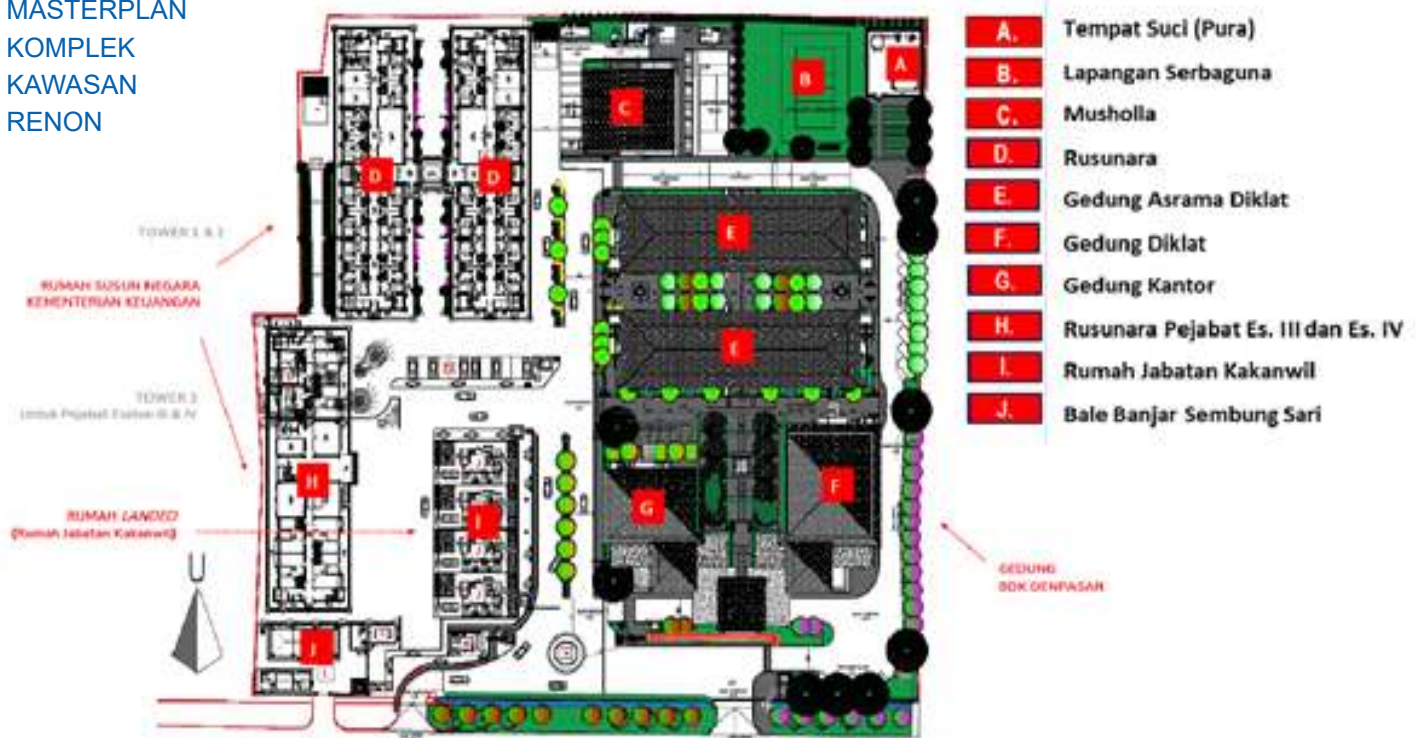 MASTERPLAN
KOMPLEK
KAWASAN
RENON
TOWER 1 & 2
RUMAH SUSUN NEGARA
KEMENTERIAN KEUANGAN
TOWER 3
Untuk Pejabat Eselon III & IV
RUMAH LANDED
(Rumah Jabatan Kakanwil)
U
A
B
C
D
D
E
E
F
G
H
I
J
GEDUNG
BDK DENPASAR
A. Tempat Suci (Pura)
B. Lapangan Serbaguna
C. Musholla
D. Rusunara
E. Gedung Asrama Diklat
F. Gedung Diklat
G. Gedung Kantor
H. Rusunara Pejabat Es. III dan Es. IV
I. Rumah Jabatan Kakanwil
J. Bale Banjar Sembung Sari